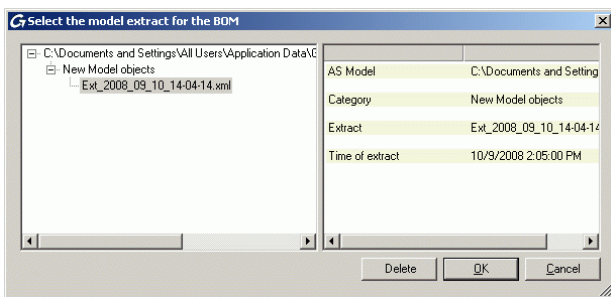 Select the model extract for the BOM
C:\Documents and Settings\All Users\Application Data\G
New Model objects
Ext_2008_09_10_14-04-14.xml
AS Model C:\Documents and Setting
Category New Model objects
Extract Ext_2008_09_10_14-04-14
Time of extract 10/9/2008 2:05:00 PM
Delete OK Cancel